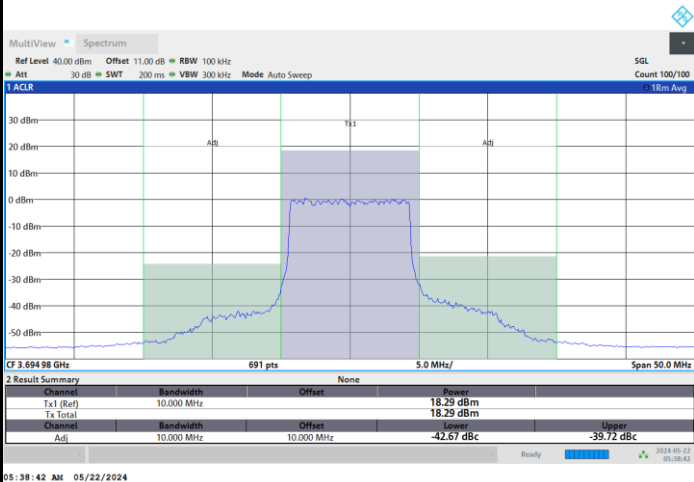 MultiView Spectrum
Ref Level 40.00 dBm Offset 11.00 dB RBW 100 kHz SGL
Att 30 dB SWT 200 ms VBW 300 kHz Mode Auto Sweep Count 100/100
1 ACLR 1Rm Avg
30 dBm
Tx1
20 dBm
Adj Adj
10 dBm
0 dBm
-10 dBm
-20 dBm
-30 dBm
-40 dBm
-50 dBm
CF 3.694 98 GHz 691 pts 5.0 MHz/ Span 50.0 MHz
2 Result Summary None
Channel Bandwidth Offset Power
Tx1 (Ref) 10.000 MHz 18.29 dBm
Tx Total 18.29 dBm
Channel Bandwidth Offset Lower Upper
Adj 10.000 MHz 10.000 MHz -42.67 dBc -39.72 dBc
Ready 2024-05-22
05:38:42
05:38:42 AM 05/22/2024